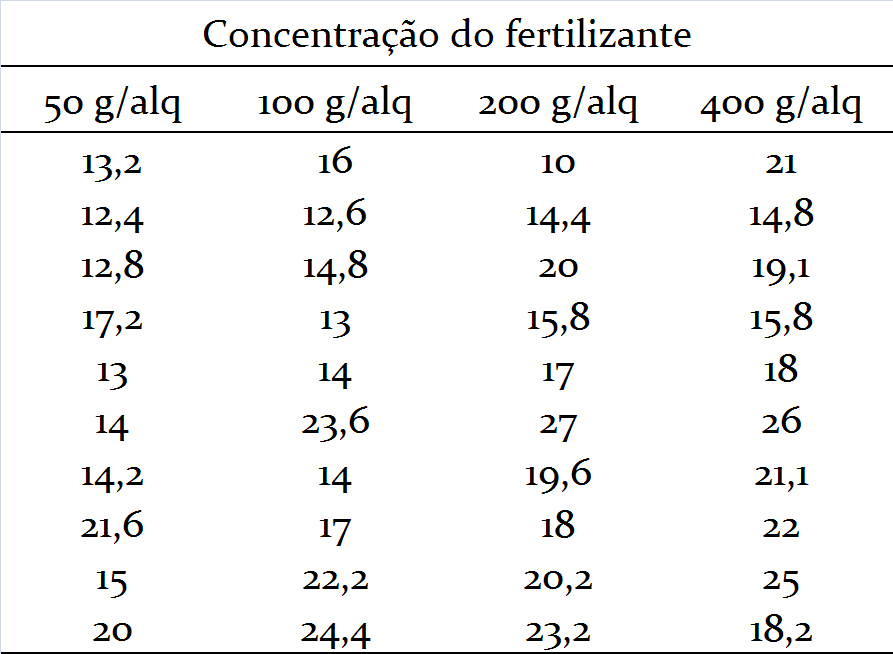 Concentração do fertilizante
50 g/alq 100 g/alq 200 g/alq 400 g/alq
13,2 16 10 21
12,4 12,6 14,4 14,8
12,8 14,8 20 19,1
17,2 13 15,8 15,8
13 14 17 18
14 23,6 27 26
14,2 14 19,6 21,1
21,6 17 18 22
15 22,2 20,2 25
20 24,4 23,2 18,2